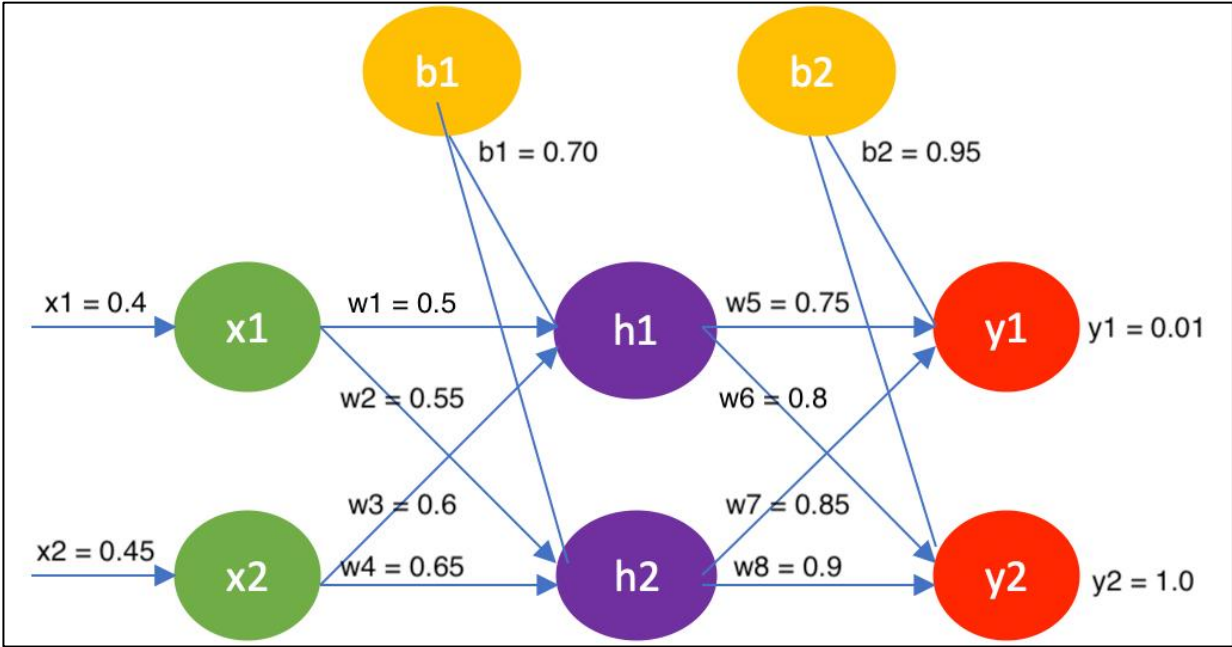 b1
b2
b1 = 0.70
b2 = 0.95
x1 = 0.4
x1
w1 = 0.5
h1
w5 = 0.75
y1
y1 = 0.01
w2 = 0.55
w6 = 0.8
w3 = 0.6
w7 = 0.85
x2 = 0.45
x2
w4 = 0.65
h2
w8 = 0.9
y2
y2 = 1.0